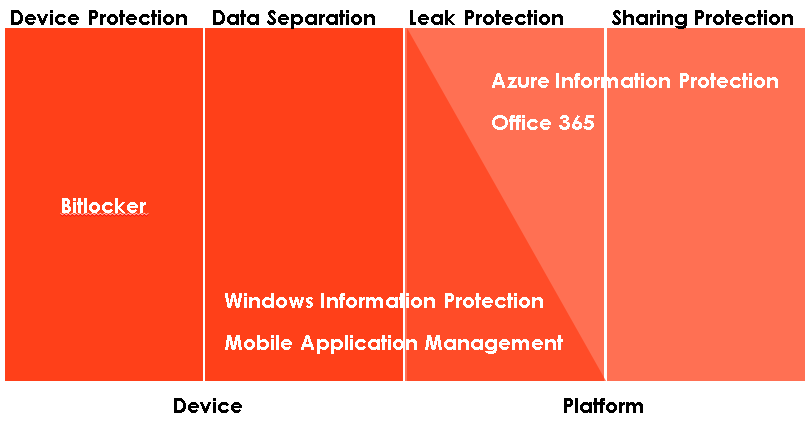 Device Protection
Data Separation
Leak Protection
Sharing Protection
Azure Information Protection
Office 365
Bitlocker
Windows Information Protection
Mobile Application Management
Device
Platform